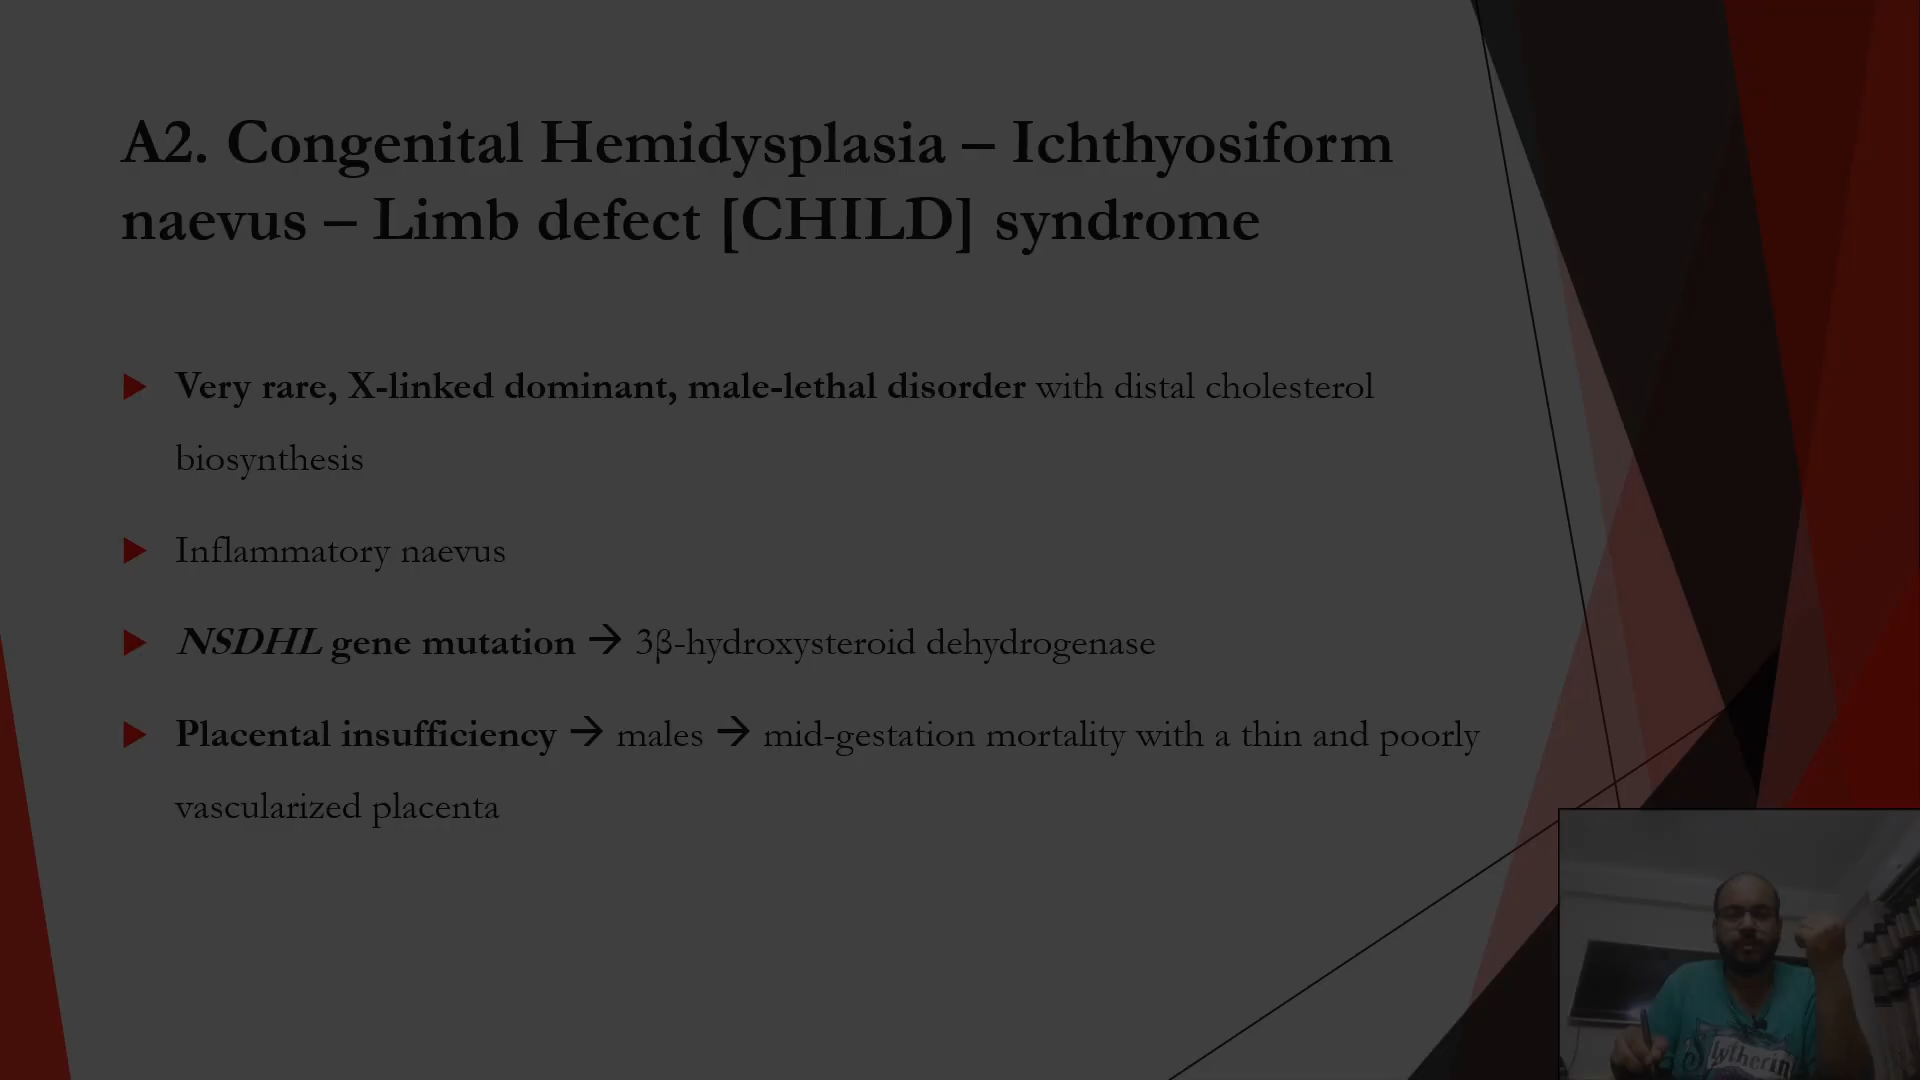 A2. Congenital Hemidysplasia – Ichthyosiform
naevus – Limb defect [CHILD] syndrome
Very rare, X-linked dominant, male-lethal disorder with distal cholesterol
biosynthesis
Inflammatory naevus
NSDHL gene mutation → 3β-hydroxysteroid dehydrogenase
Placental insufficiency → males → mid-gestation mortality with a thin and poorly
vascularized placenta
Slytherin